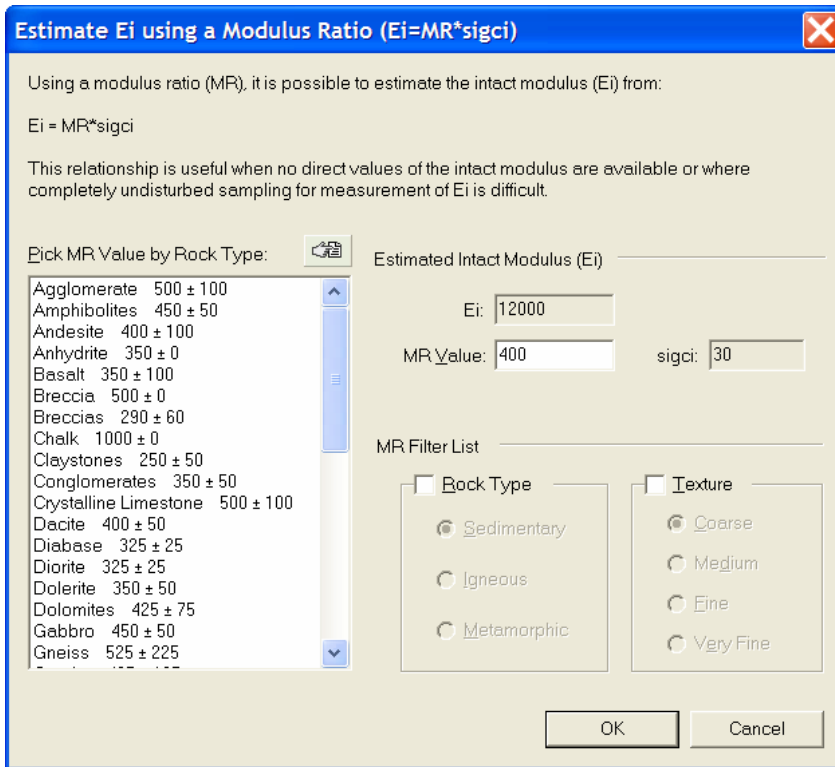 Estimate Ei using a Modulus Ratio (Ei=MR*sigci)
Using a modulus ratio (MR), it is possible to estimate the intact modulus (Ei) from:
Ei = MR*sigci
This relationship is useful when no direct values of the intact modulus are available or where
completely undisturbed sampling for measurement of Ei is difficult.
Pick MR Value by Rock Type:
Agglomerate 500 ± 100
Amphibolites 450 ± 50
Andesite 400 ± 100
Anhydrite 350 ± 0
Basalt 350 ± 100
Breccia 500 ± 0
Breccias 290 ± 60
Chalk 1000 ± 0
Claystones 250 ± 50
Conglomerates 350 ± 50
Crystalline Limestone 500 ± 100
Dacite 400 ± 50
Diabase 325 ± 25
Diorite 325 ± 25
Dolerite 350 ± 50
Dolomites 425 ± 75
Gabbro 450 ± 50
Gneiss 525 ± 225
Estimated Intact Modulus (Ei)
Ei: 12000
MR Value: 400 sigci: 30
MR Filter List
Rock Type
Sedimentary
Igneous
Metamorphic
Texture
Coarse
Medium
Fine
Very Fine
OK Cancel